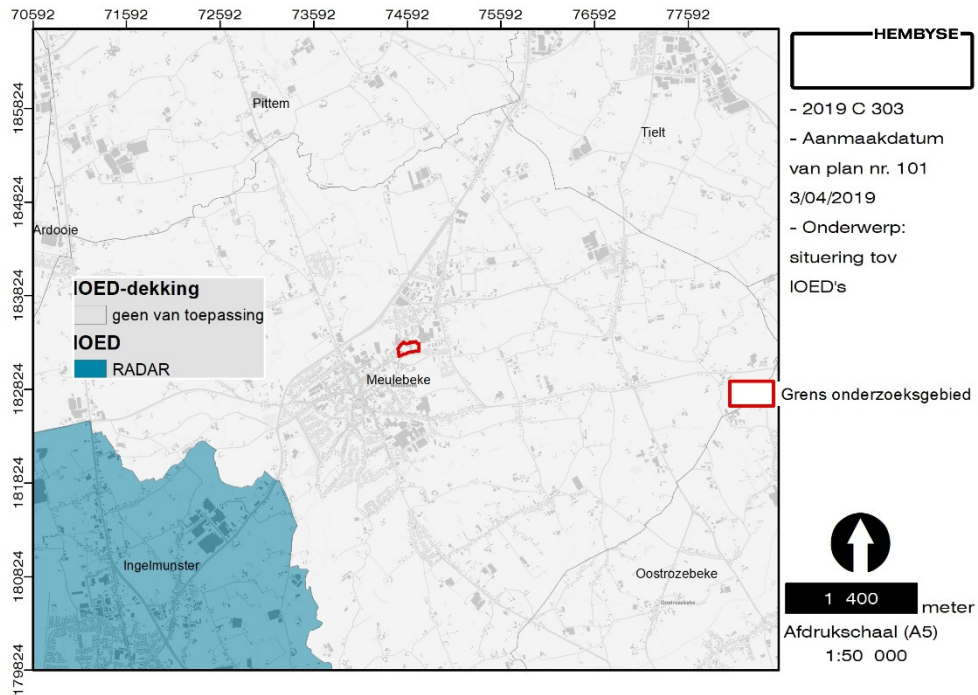 70592 71592 72592 73592 74592 75592 76592 77592
185824
184824
183824
182824
181824
180824
179824
Pittem
Tielt
Ardooie
IOED-dekking
geen van toepassing
IOED
RADAR
Meulebeke
Ingelmunster
Oostrozebeke
Oostrozebeke
HEMBYSE
- 2019 C 303
- Aanmaakdatum
van plan nr. 101
3/04/2019
- Onderwerp:
situering tov
IOED's
Grens onderzoeksgebied
1 400 meter
Afdrukschaal (A5)
1:50 000